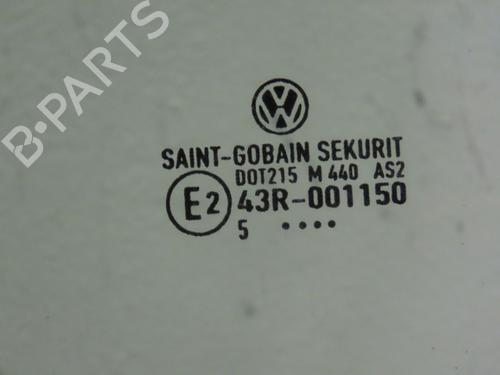 B-PARTS
SAINT-GOBAIN SEKURIT
DOT215 M 440 AS2
E2 43R-001150
5 ....